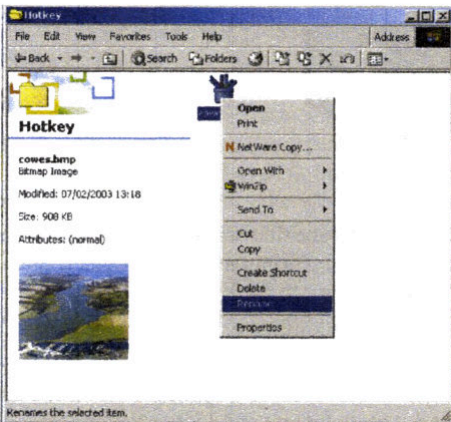 Hotkey
File Edit View Favorites Tools Help Address
Back Search Folders
Hotkey
cowes.bmp
Bitmap Image
Modified: 07/02/2003 13:18
Size: 908 KB
Attributes: (normal)
Open
Print
N NetWare Copy...
Open With
WinZip
Send To
Cut
Copy
Create Shortcut
Delete
Rename
Properties
Renames the selected item.